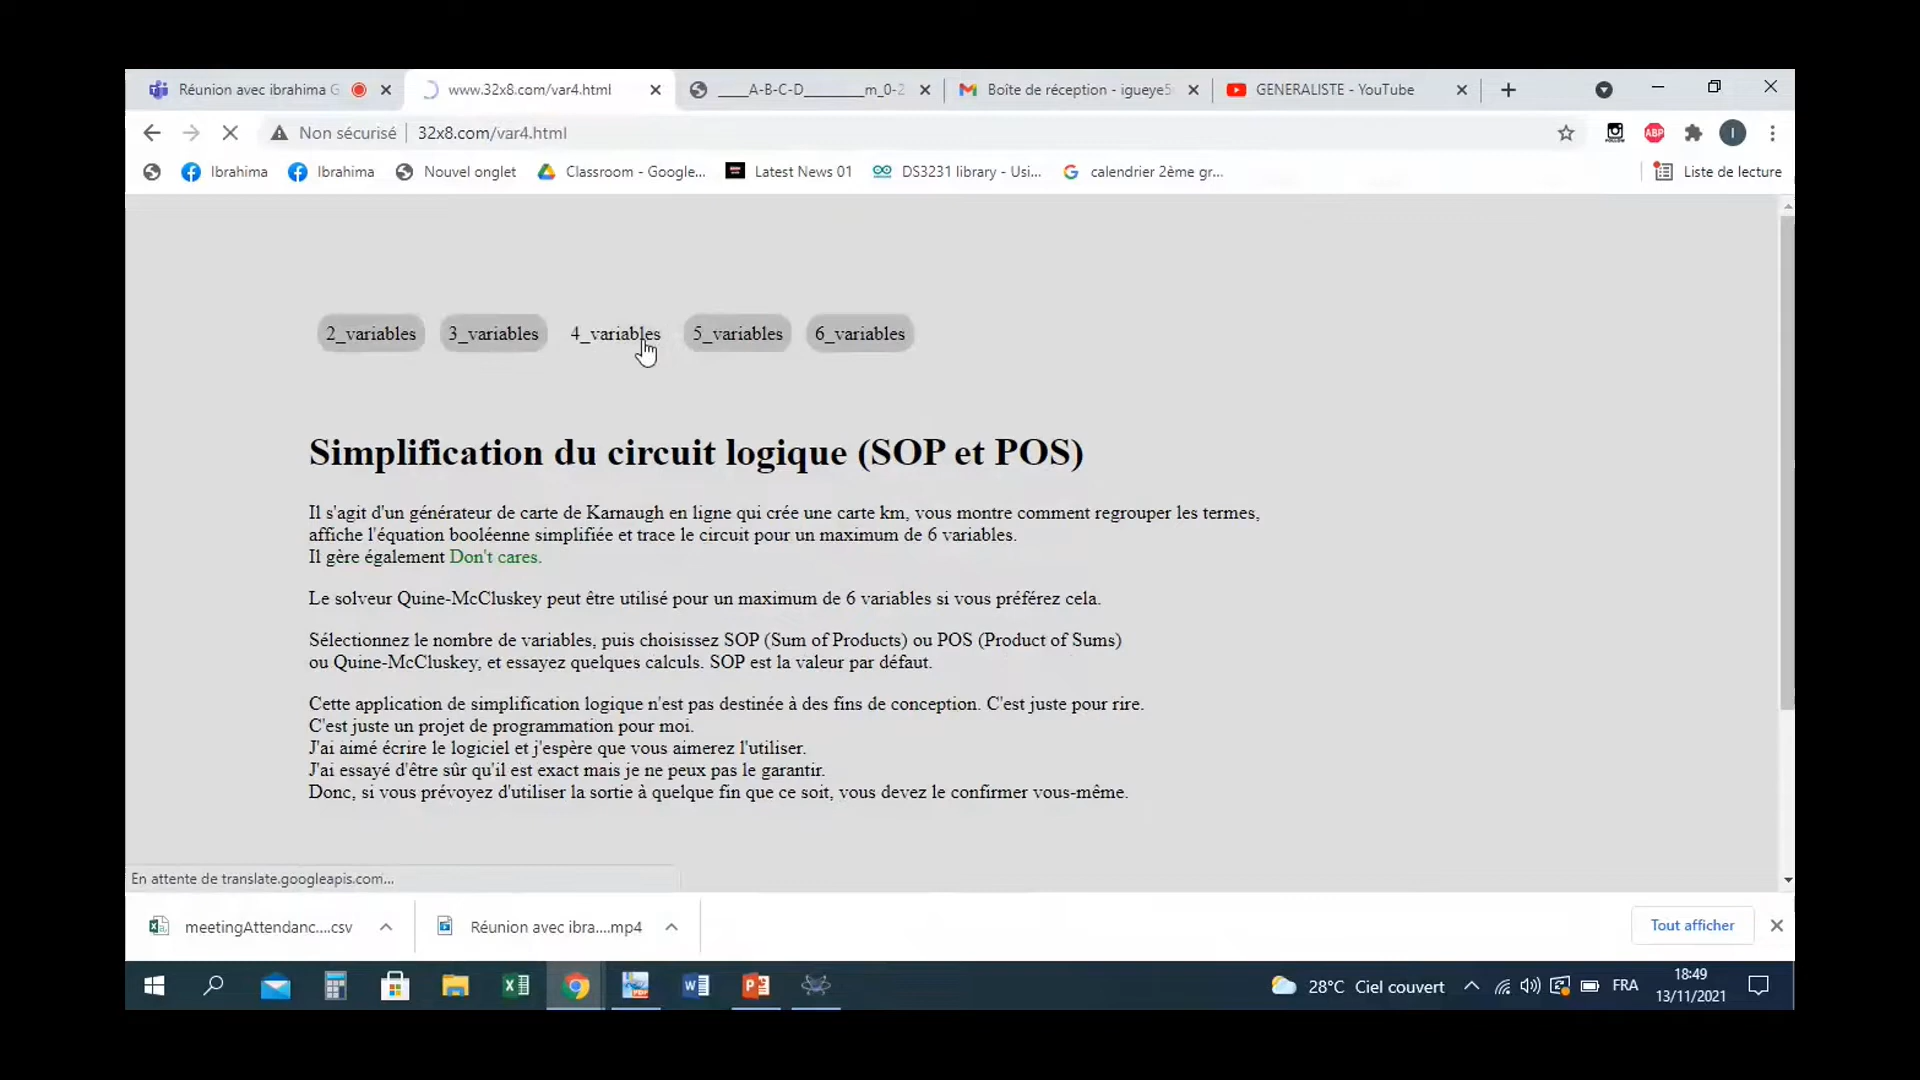 Réunion avec ibrahima G
www.32x8.com/var4.html
____A-B-C-D________m_0-2
Boîte de réception - igueye5
GENERALISTE - YouTube
Non sécurisé
32x8.com/var4.html
ABP
I
Ibrahima
Ibrahima
Nouvel onglet
Classroom - Google...
Latest News 01
DS3231 library - Usi...
calendrier 2ème gr...
Liste de lecture
2_variables
3_variables
4_variables
5_variables
6_variables
Simplification du circuit logique (SOP et POS)
Il s'agit d'un générateur de carte de Karnaugh en ligne qui crée une carte km, vous montre comment regrouper les termes,
affiche l'équation booléenne simplifiée et trace le circuit pour un maximum de 6 variables.
Il gère également Don't cares.
Le solveur Quine-McCluskey peut être utilisé pour un maximum de 6 variables si vous préférez cela.
Sélectionnez le nombre de variables, puis choisissez SOP (Sum of Products) ou POS (Product of Sums)
ou Quine-McCluskey, et essayez quelques calculs. SOP est la valeur par défaut.
Cette application de simplification logique n'est pas destinée à des fins de conception. C'est juste pour rire.
C'est juste un projet de programmation pour moi.
J'ai aimé écrire le logiciel et j'espère que vous aimerez l'utiliser.
J'ai essayé d'être sûr qu'il est exact mais je ne peux pas le garantir.
Donc, si vous prévoyez d'utiliser la sortie à quelque fin que ce soit, vous devez le confirmer vous-même.
En attente de translate.googleapis.com...
meetingAttendanc....csv
Réunion avec ibra....mp4
Tout afficher
28°C Ciel couvert
FRA
18:49
13/11/2021